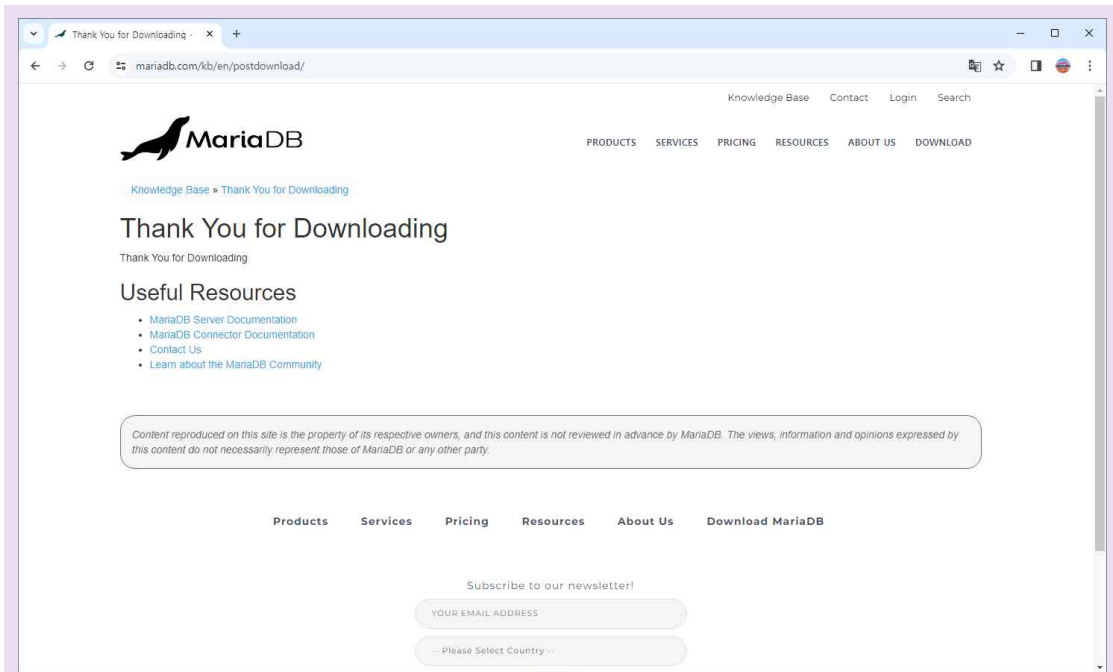 Thank You for Downloading -
mariadb.com/kb/en/postdownload/
Knowledge Base Contact Login Search
MariaDB
PRODUCTS SERVICES PRICING RESOURCES ABOUT US DOWNLOAD
Knowledge Base » Thank You for Downloading
Thank You for Downloading
Thank You for Downloading
Useful Resources
• MariaDB Server Documentation
• MariaDB Connector Documentation
• Contact Us
• Learn about the MariaDB Community
Content reproduced on this site is the property of its respective owners, and this content is not reviewed in advance by MariaDB. The views, information and opinions expressed by
this content do not necessarily represent those of MariaDB or any other party.
Products Services Pricing Resources About Us Download MariaDB
Subscribe to our newsletter!
YOUR EMAIL ADDRESS
-- Please Select Country --